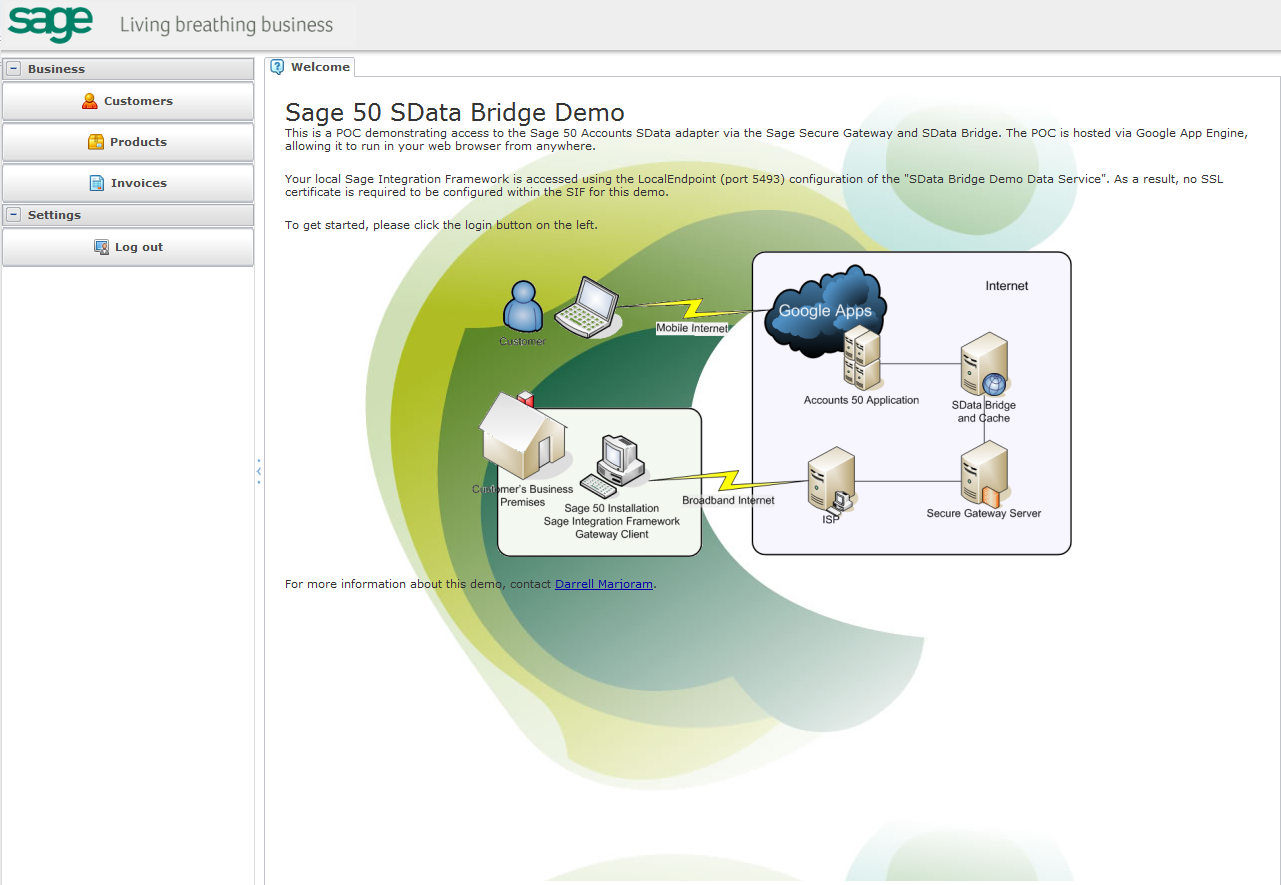 sage Living breathing business
Business
Customers
Products
Invoices
Settings
Log out
Welcome
Sage 50 SData Bridge Demo
This is a POC demonstrating access to the Sage 50 Accounts SData adapter via the Sage Secure Gateway and SData Bridge. The POC is hosted via Google App Engine,
allowing it to run in your web browser from anywhere.
Your local Sage Integration Framework is accessed using the LocalEndpoint (port 5493) configuration of the "SData Bridge Demo Data Service". As a result, no SSL
certificate is required to be configured within the SIF for this demo.
To get started, please click the login button on the left.
Internet
Google Apps
Mobile Internet
Customer
Accounts 50 Application
SData Bridge
and Cache
Customer's Business
Premises
Broadband Internet
Sage 50 Installation
Sage Integration Framework
Gateway Client
ISP
Secure Gateway Server
For more information about this demo, contact Darrell Marjoram.